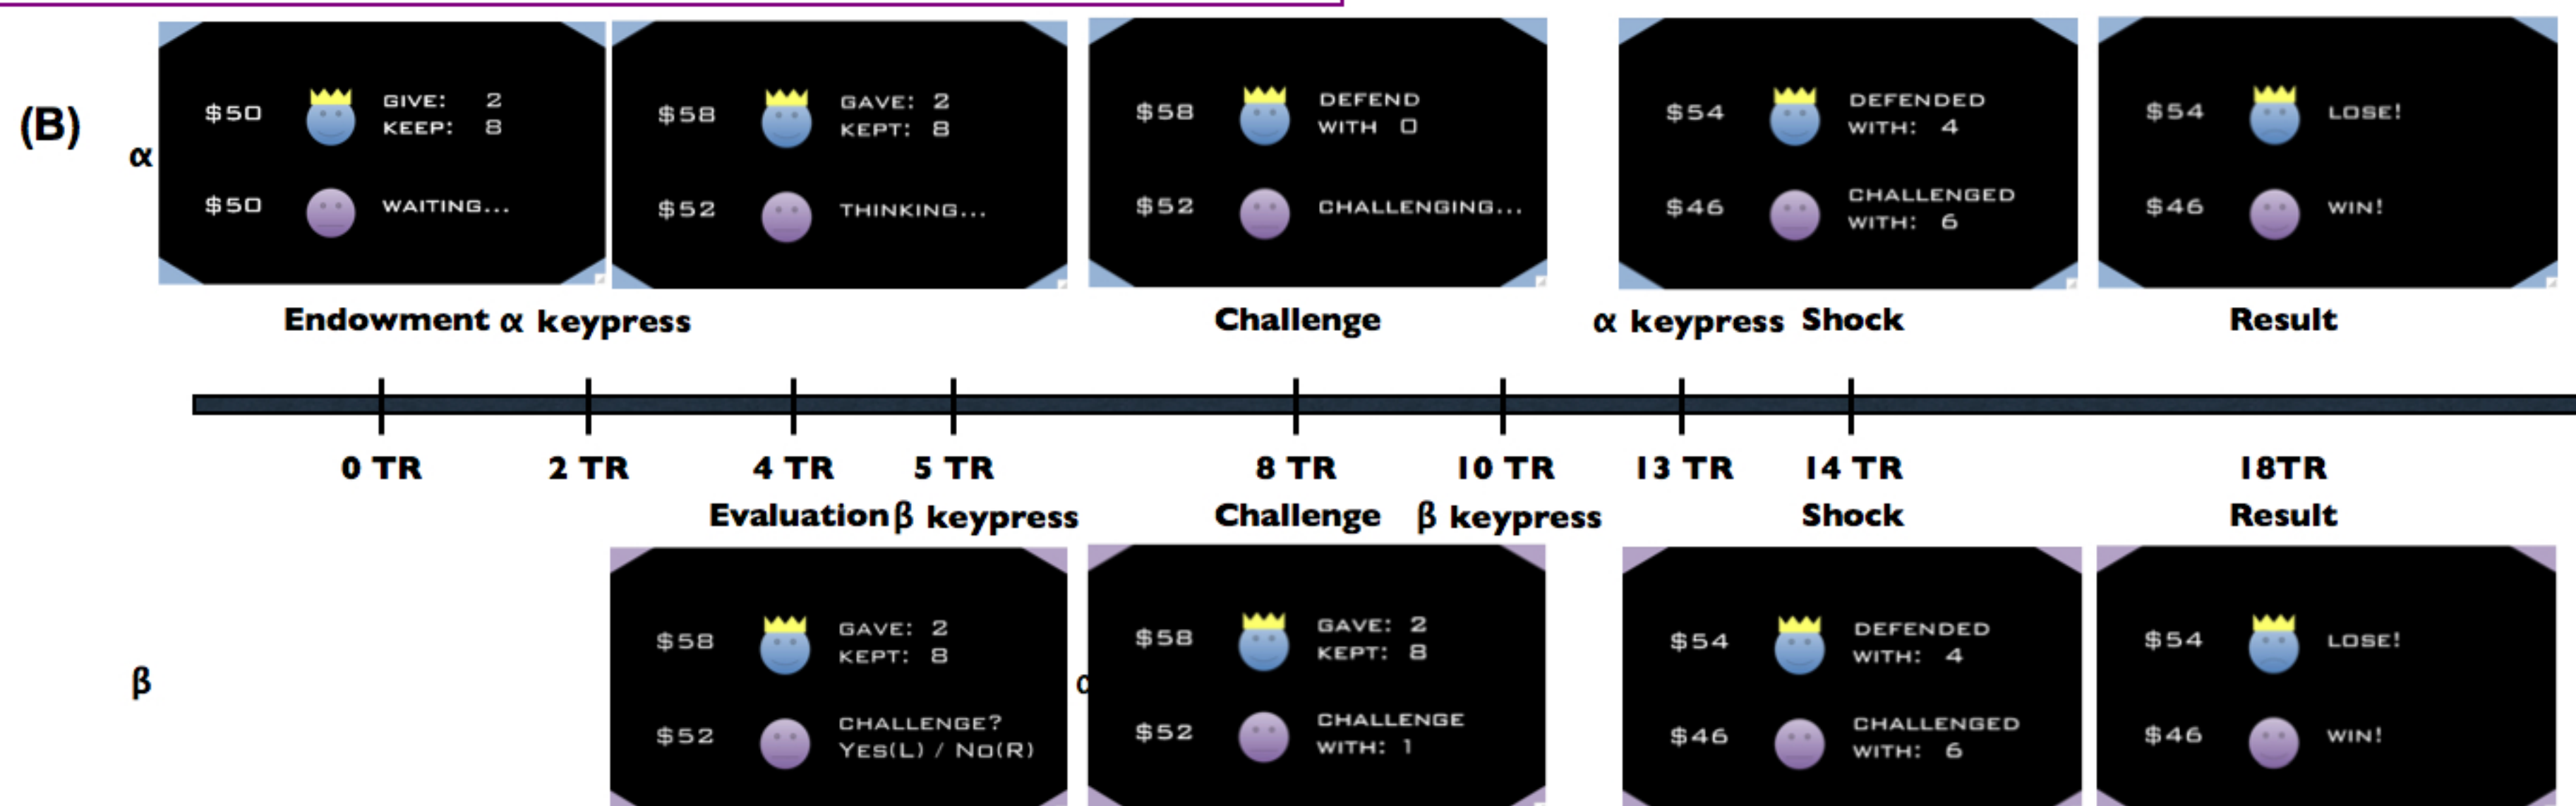 (B)
α
$50 GIVE: 2
KEEP: 8
$50 WAITING...
$58 GAVE: 2
KEPT: 8
$52 THINKING...
$58 DEFEND
WITH 0
$52 CHALLENGING...
$54 DEFENDED
WITH: 4
$46 CHALLENGED
WITH: 6
$54 LOSE!
$46 WIN!
Endowment α keypress Challenge α keypress Shock Result
0 TR 2 TR 4 TR 5 TR 8 TR 10 TR 13 TR 14 TR 18TR
Evaluation β keypress Challenge β keypress Shock Result
β
$58 GAVE: 2
KEPT: 8
$52 CHALLENGE?
YES(L) / NO(R)
α
$58 GAVE: 2
KEPT: 8
$52 CHALLENGE
WITH: 1
$54 DEFENDED
WITH: 4
$46 CHALLENGED
WITH: 6
$54 LOSE!
$46 WIN!